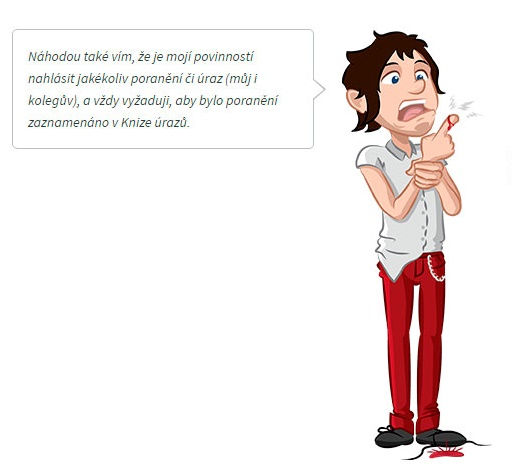 Náhodou také vím, že je mojí povinností
nahlásit jakékoliv poranění či úraz (můj i
kolegův), a vždy vyžaduji, aby bylo poranění
zaznamenáno v Knize úrazů.